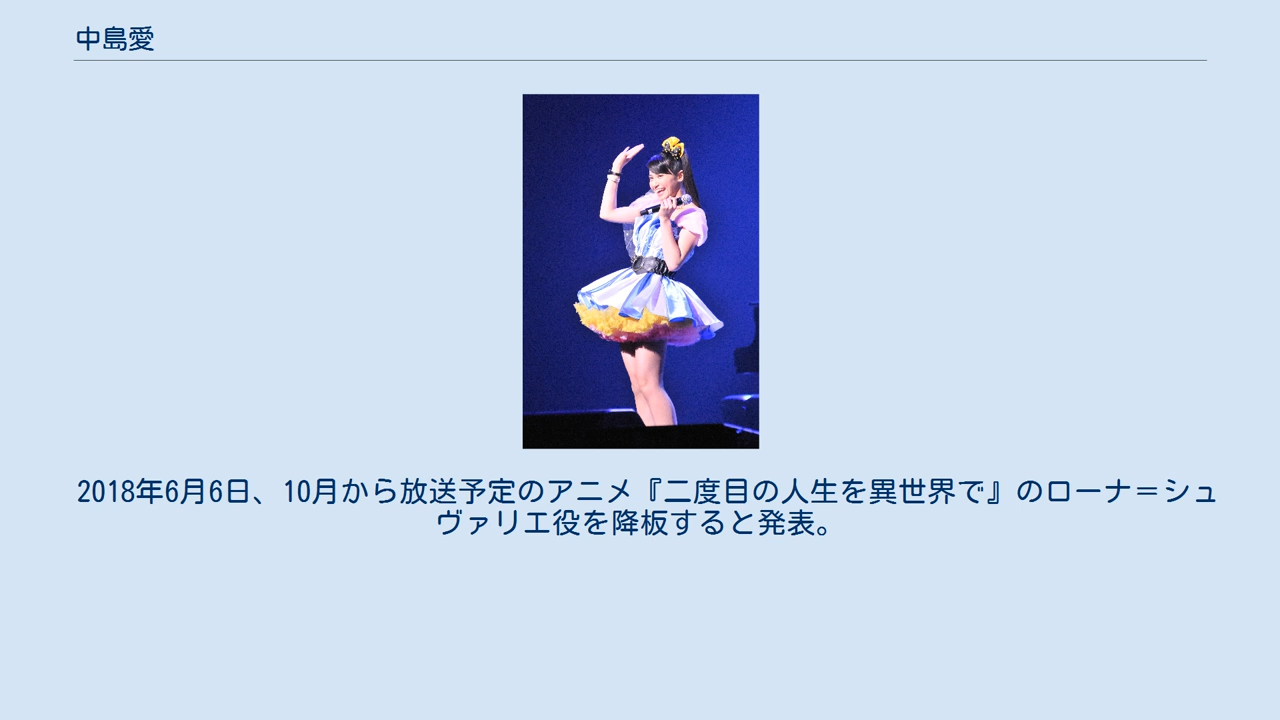 中島愛
2018年6月6日、10月から放送予定のアニメ『二度目の人生を異世界で』のローナ＝シュ
ヴァリエ役を降板すると発表。